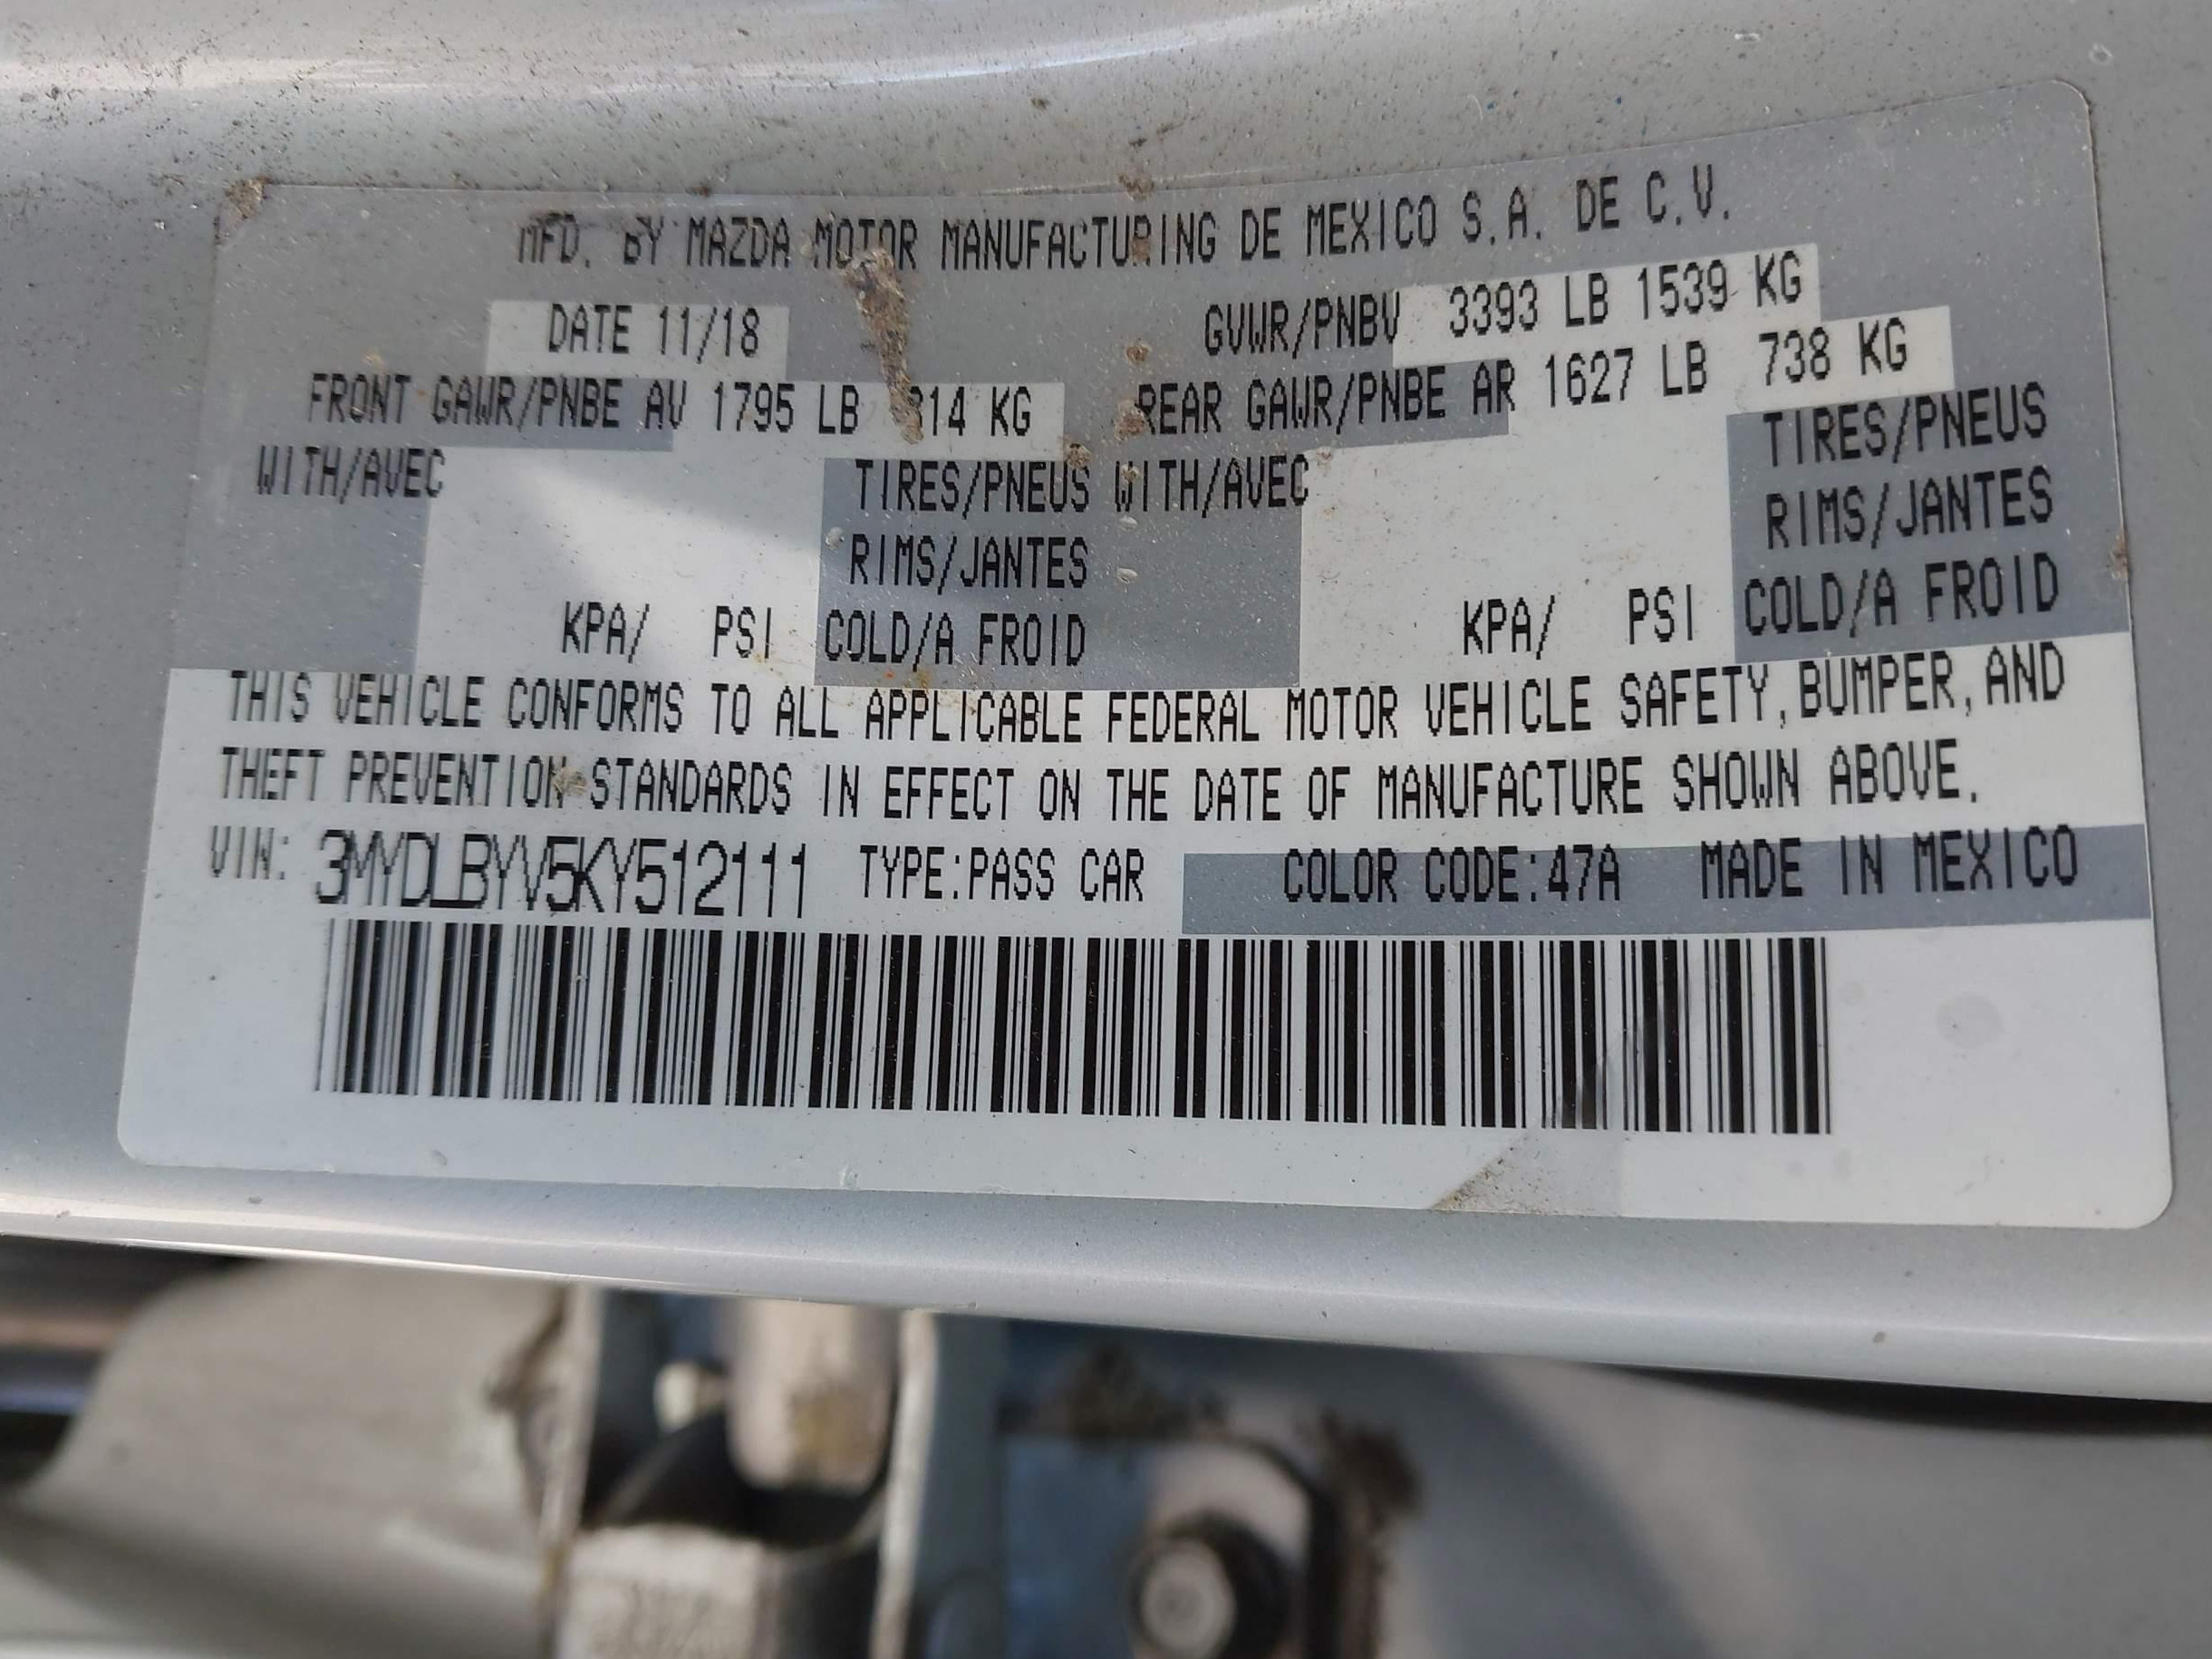 MFD. BY MAZDA MOTOR MANUFACTURING DE MEXICO S.A. DE C.V.
DATE 11/18 GVWR/PNBV 3393 LB 1539 KG
FRONT GAWR/PNBE AV 1795 LB 814 KG REAR GAWR/PNBE AR 1627 LB 738 KG
WITH/AVEC TIRES/PNEUS WITH/AVEC TIRES/PNEUS
RIMS/JANTES RIMS/JANTES
KPA/ PSI COLD/A FROID KPA/ PSI COLD/A FROID
THIS VEHICLE CONFORMS TO ALL APPLICABLE FEDERAL MOTOR VEHICLE SAFETY, BUMPER, AND
THEFT PREVENTION STANDARDS IN EFFECT ON THE DATE OF MANUFACTURE SHOWN ABOVE.
VIN: 3MYDLBYV5KY512111 TYPE:PASS CAR COLOR CODE:47A MADE IN MEXICO